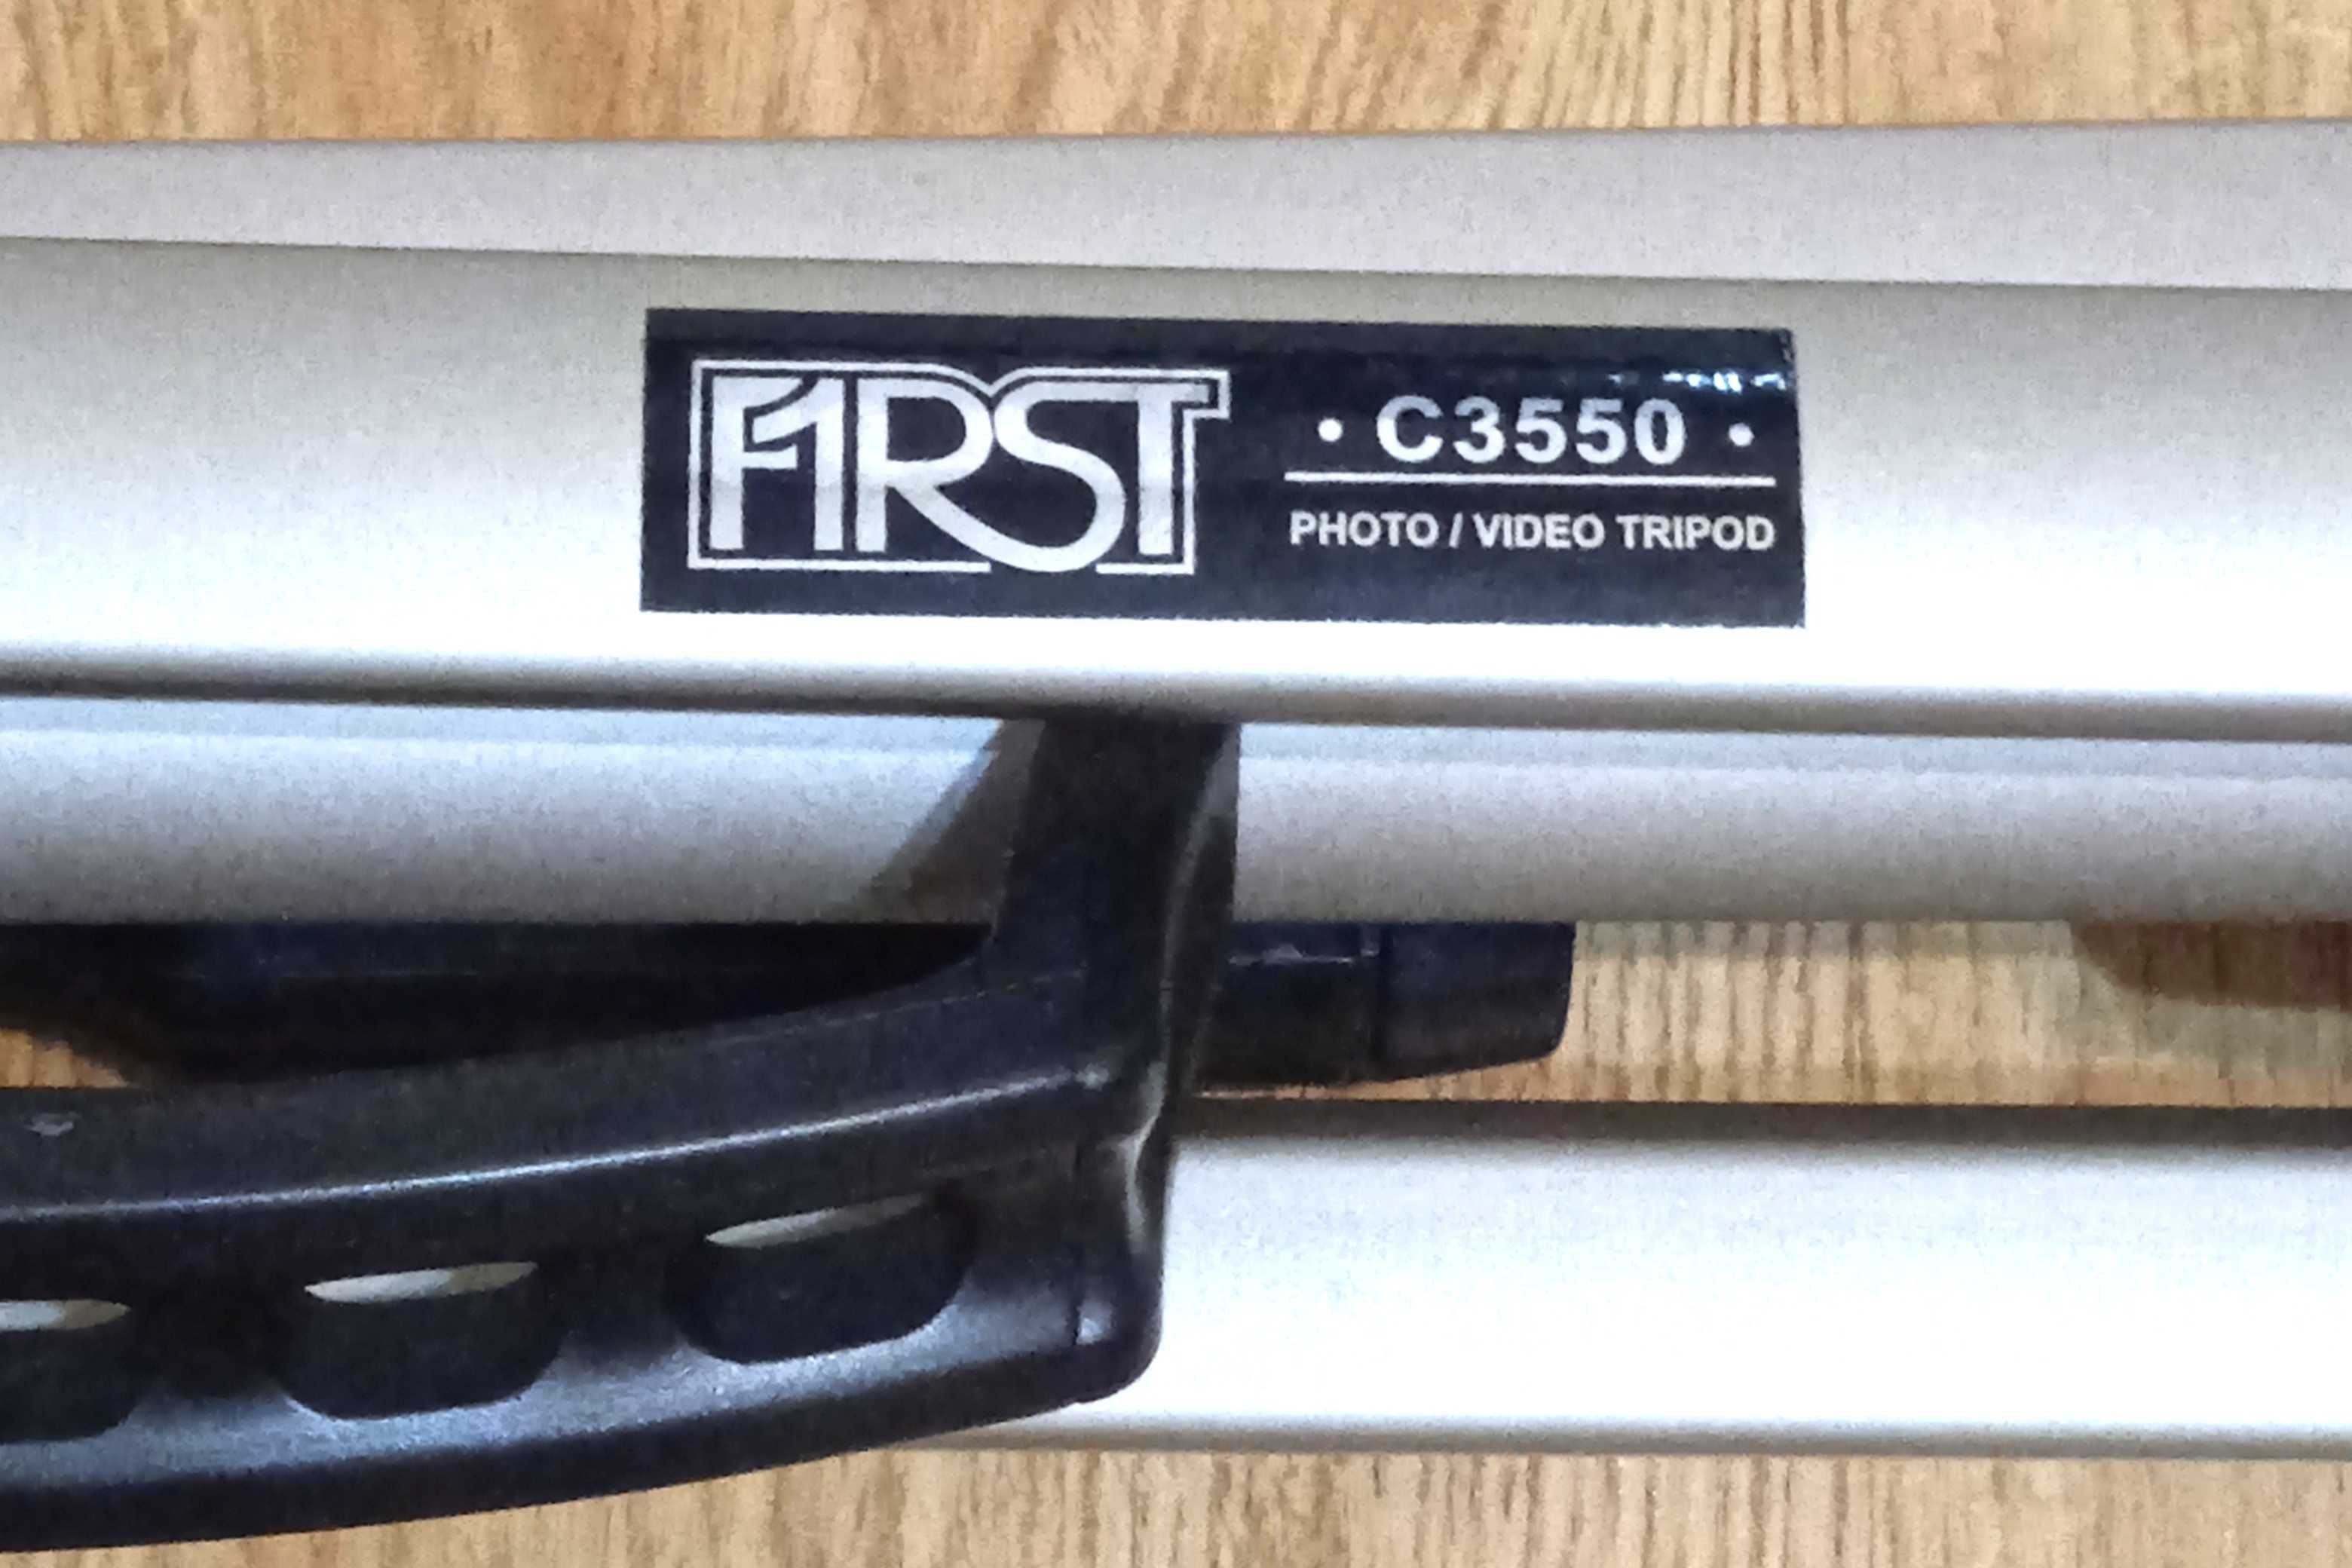 F1RST
• C3550 •
PHOTO / VIDEO TRIPOD